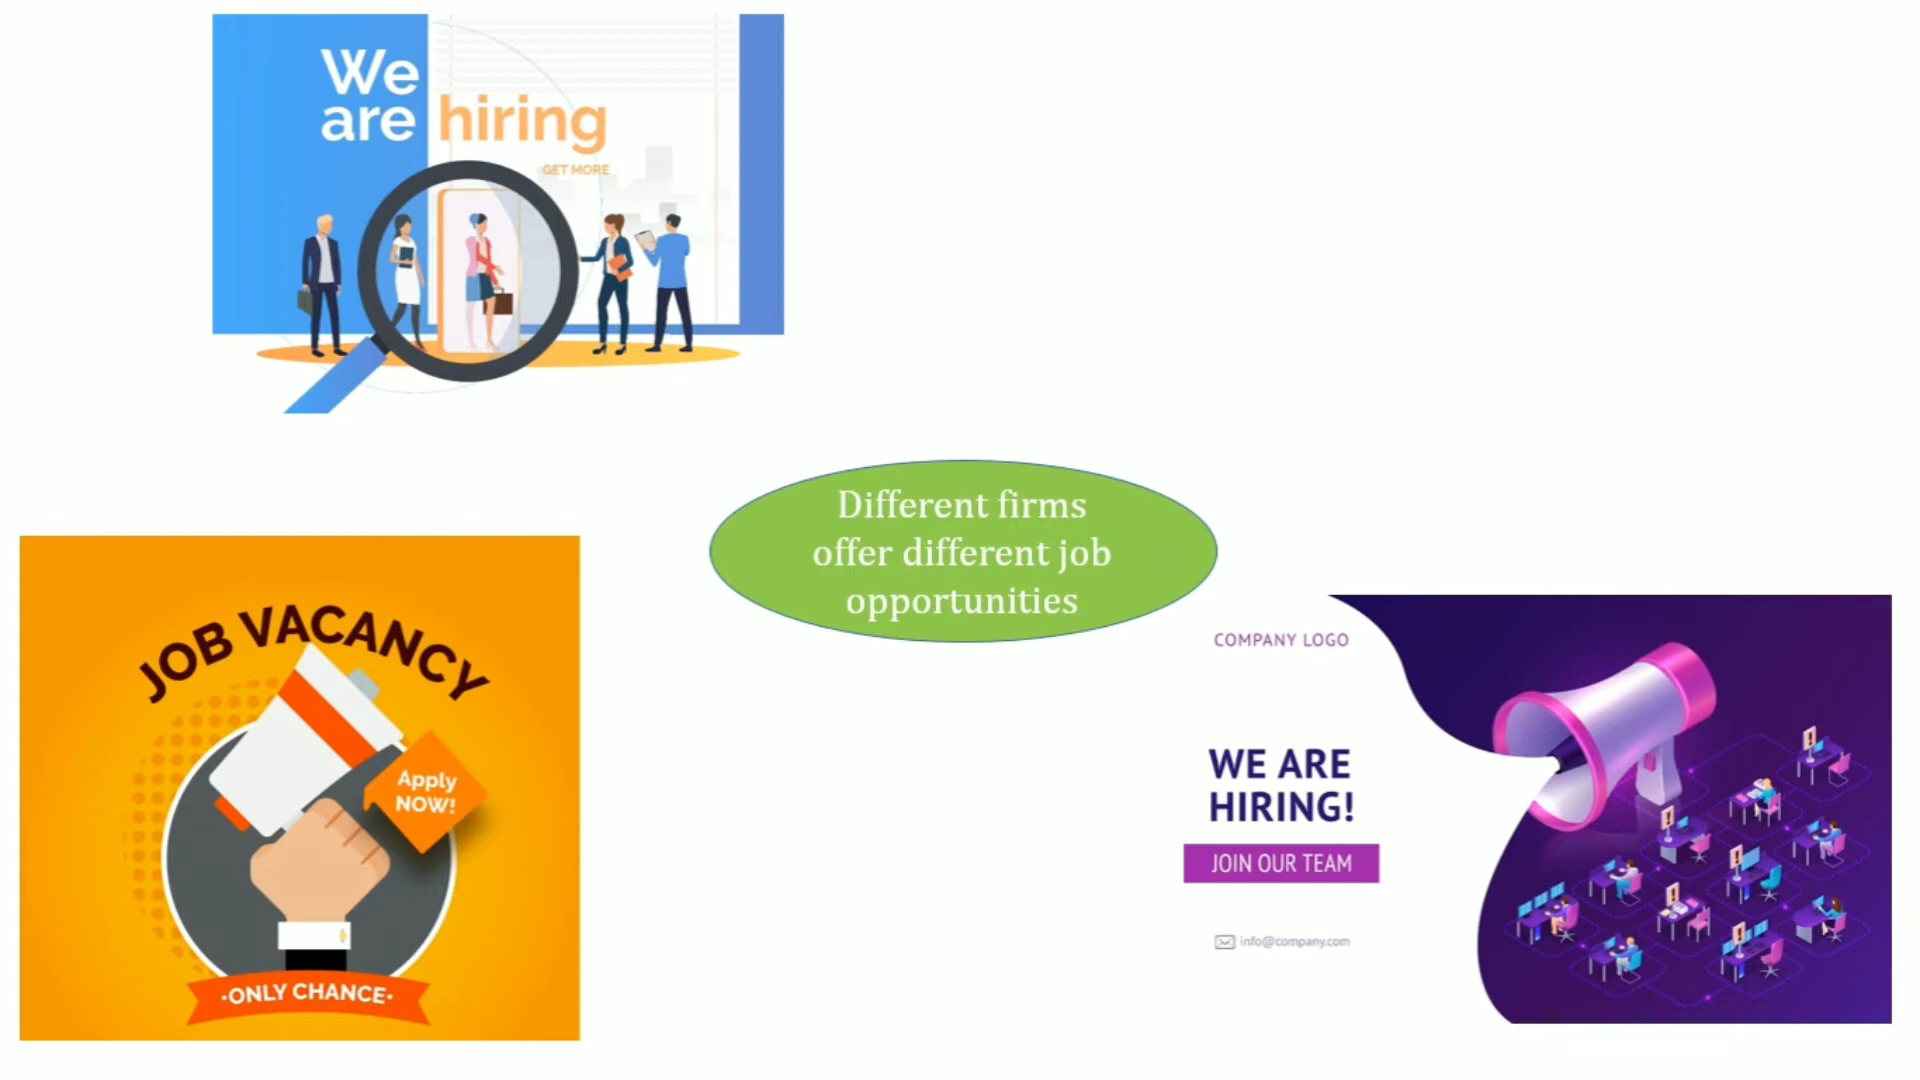 We
are hiring
GET MORE
Different firms
offer different job
opportunities
JOB VACANCY
Apply
NOW!
·ONLY CHANCE·
COMPANY LOGO
WE ARE
HIRING!
JOIN OUR TEAM
info@company.com